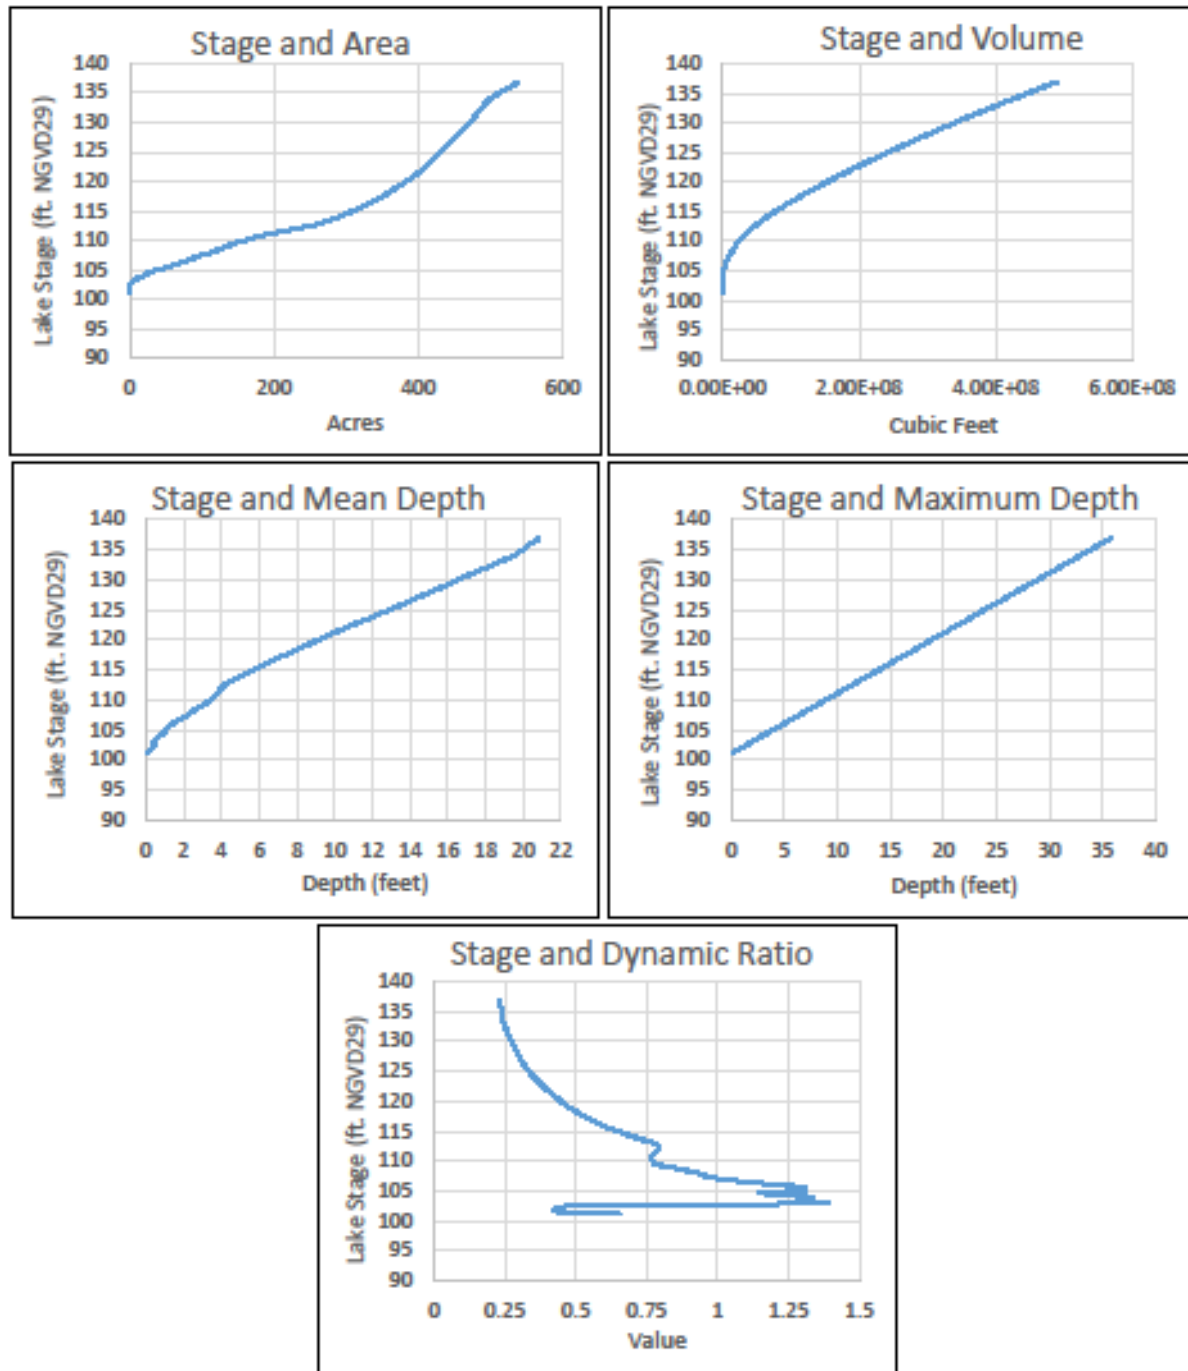 Stage and Area
140
135
130
125
120
115
110
105
100
95
90
Lake Stage (ft. NGVD29)
0 200 400 600
Acres
Stage and Volume
140
135
130
125
120
115
110
105
100
95
90
Lake Stage (ft. NGVD29)
0.00E+00 2.00E+08 4.00E+08 6.00E+08
Cubic Feet
Stage and Mean Depth
140
135
130
125
120
115
110
105
100
95
90
Lake Stage (ft. NGVD29)
0 2 4 6 8 10 12 14 16 18 20 22
Depth (feet)
Stage and Maximum Depth
140
135
130
125
120
115
110
105
100
95
90
Lake Stage (ft. NGVD29)
0 5 10 15 20 25 30 35 40
Depth (feet)
Stage and Dynamic Ratio
140
135
130
125
120
115
110
105
100
95
90
Lake Stage (ft. NGVD29)
0 0.25 0.5 0.75 1 1.25 1.5
Value